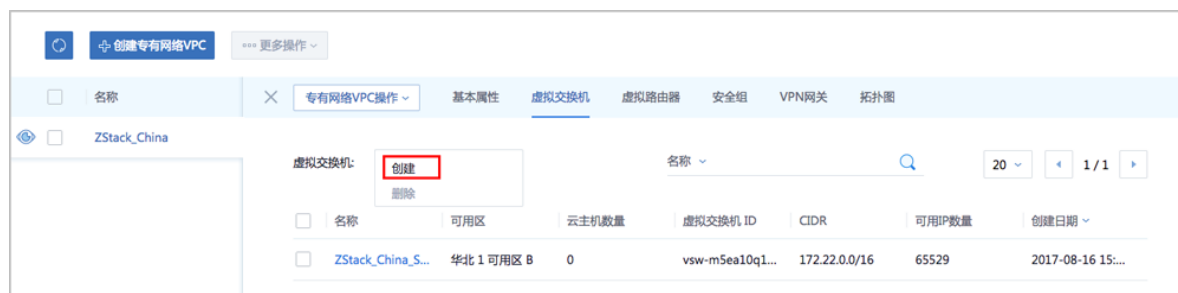 创建专有网络VPC 更多操作
名称 专有网络VPC操作 基本属性 虚拟交换机 虚拟路由器 安全组 VPN网关 拓扑图
ZStack_China
虚拟交换机: 创建 名称 20 1 / 1
删除
名称 可用区 云主机数量 虚拟交换机 ID CIDR 可用IP数量 创建日期
ZStack_China_S... 华北 1 可用区 B 0 vsw-m5ea10q1... 172.22.0.0/16 65529 2017-08-16 15:...